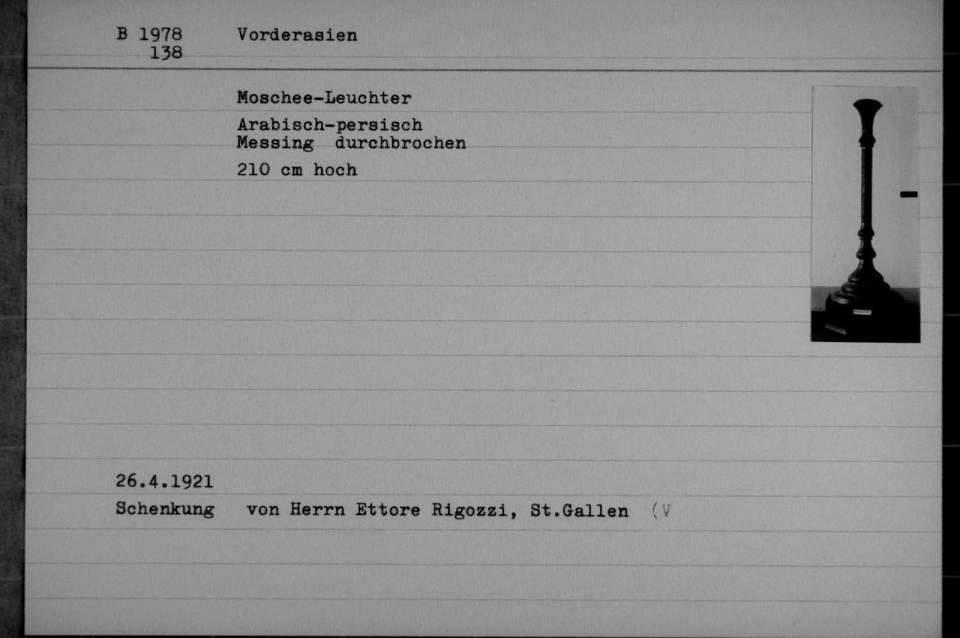 B 1978 Vorderasien
138
Moschee-Leuchter
Arabisch-persisch
Messing durchbrochen
210 cm hoch
26.4.1921
Schenkung von Herrn Ettore Rigozzi, St.Gallen (V